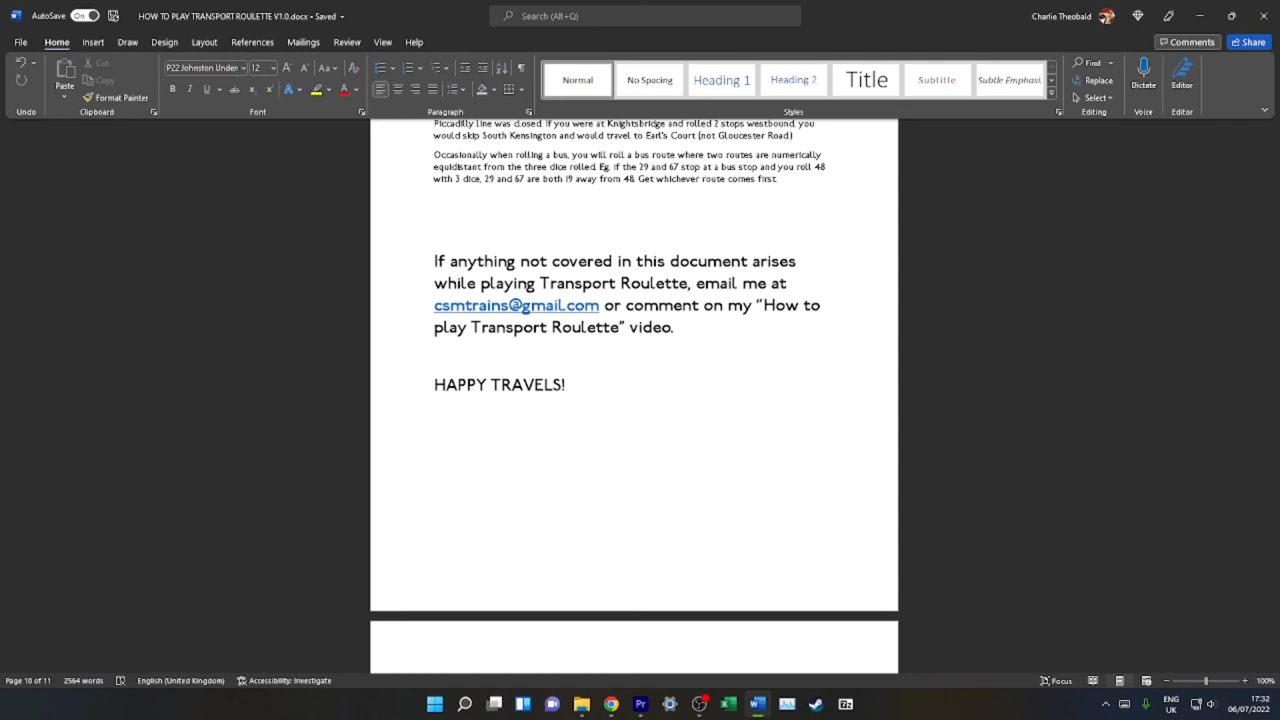 AutoSave On HOW TO PLAY TRANSPORT ROULETTE V1.0.docx - Saved Search (Alt+Q) Charlie Theobald
File Home Insert Draw Design Layout References Mailings Review View Help Comments Share
Paste Cut Copy Format Painter P22 Johnston Under 12 Aa Normal No Spacing Heading 1 Heading 2 Title Subtitle Subtle Emphasis Find Replace Select Dictate Editor
B I U ab x x A A
Undo Clipboard Font Paragraph Styles Editing Voice Editor
Piccadilly line was closed. If you were at Knightsbridge and rolled 2 stops westbound, you
would skip South Kensington and would travel to Earl's Court (not Gloucester Road)
Occasionally when rolling a bus, you will roll a bus route where two routes are numerically
equidistant from the three dice rolled. Eg. if the 29 and 67 stop at a bus stop and you roll 48
with 3 dice, 29 and 67 are both 19 away from 48. Get whichever route comes first.
If anything not covered in this document arises
while playing Transport Roulette, email me at
csmtrains@gmail.com or comment on my “How to
play Transport Roulette” video.
HAPPY TRAVELS!
Page 10 of 11 2564 words English (United Kingdom) Accessibility: Investigate Focus 100%
Pr ENG 17:32
UK 06/07/2022